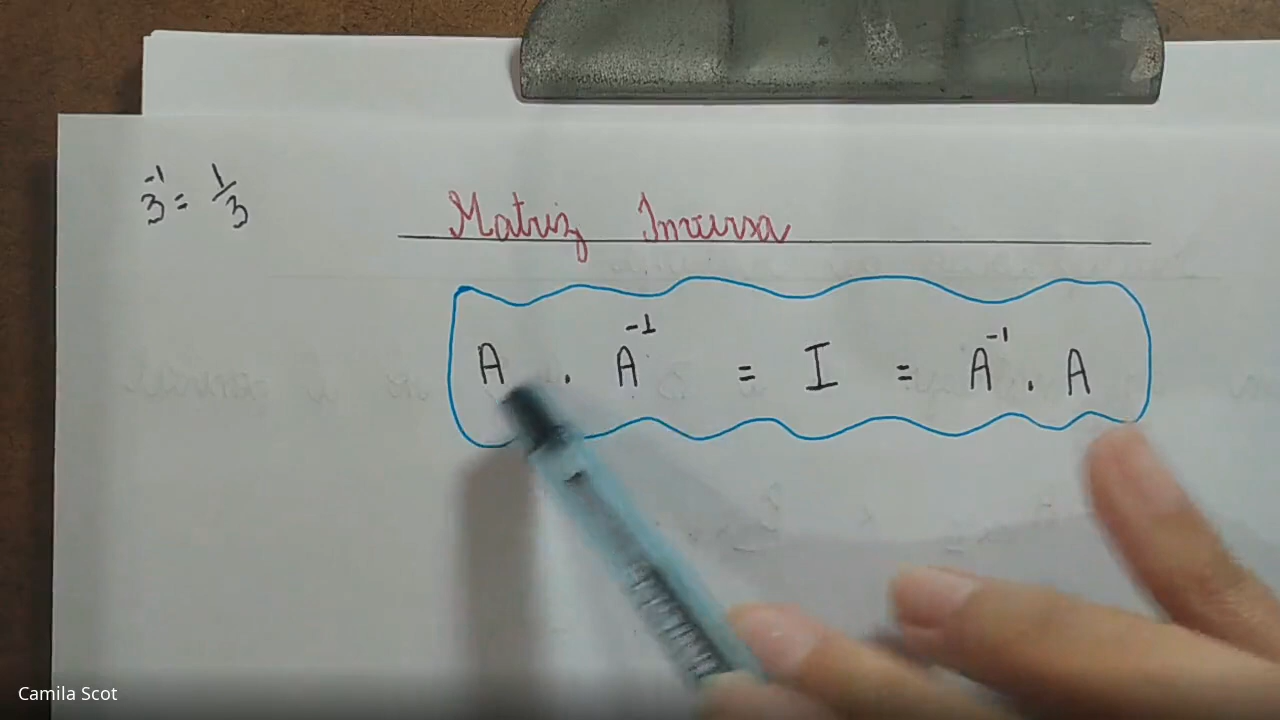 3⁻¹ = 1/3
Matriz Inversa
A . A⁻¹ = I = A⁻¹ . A
Camila Scot